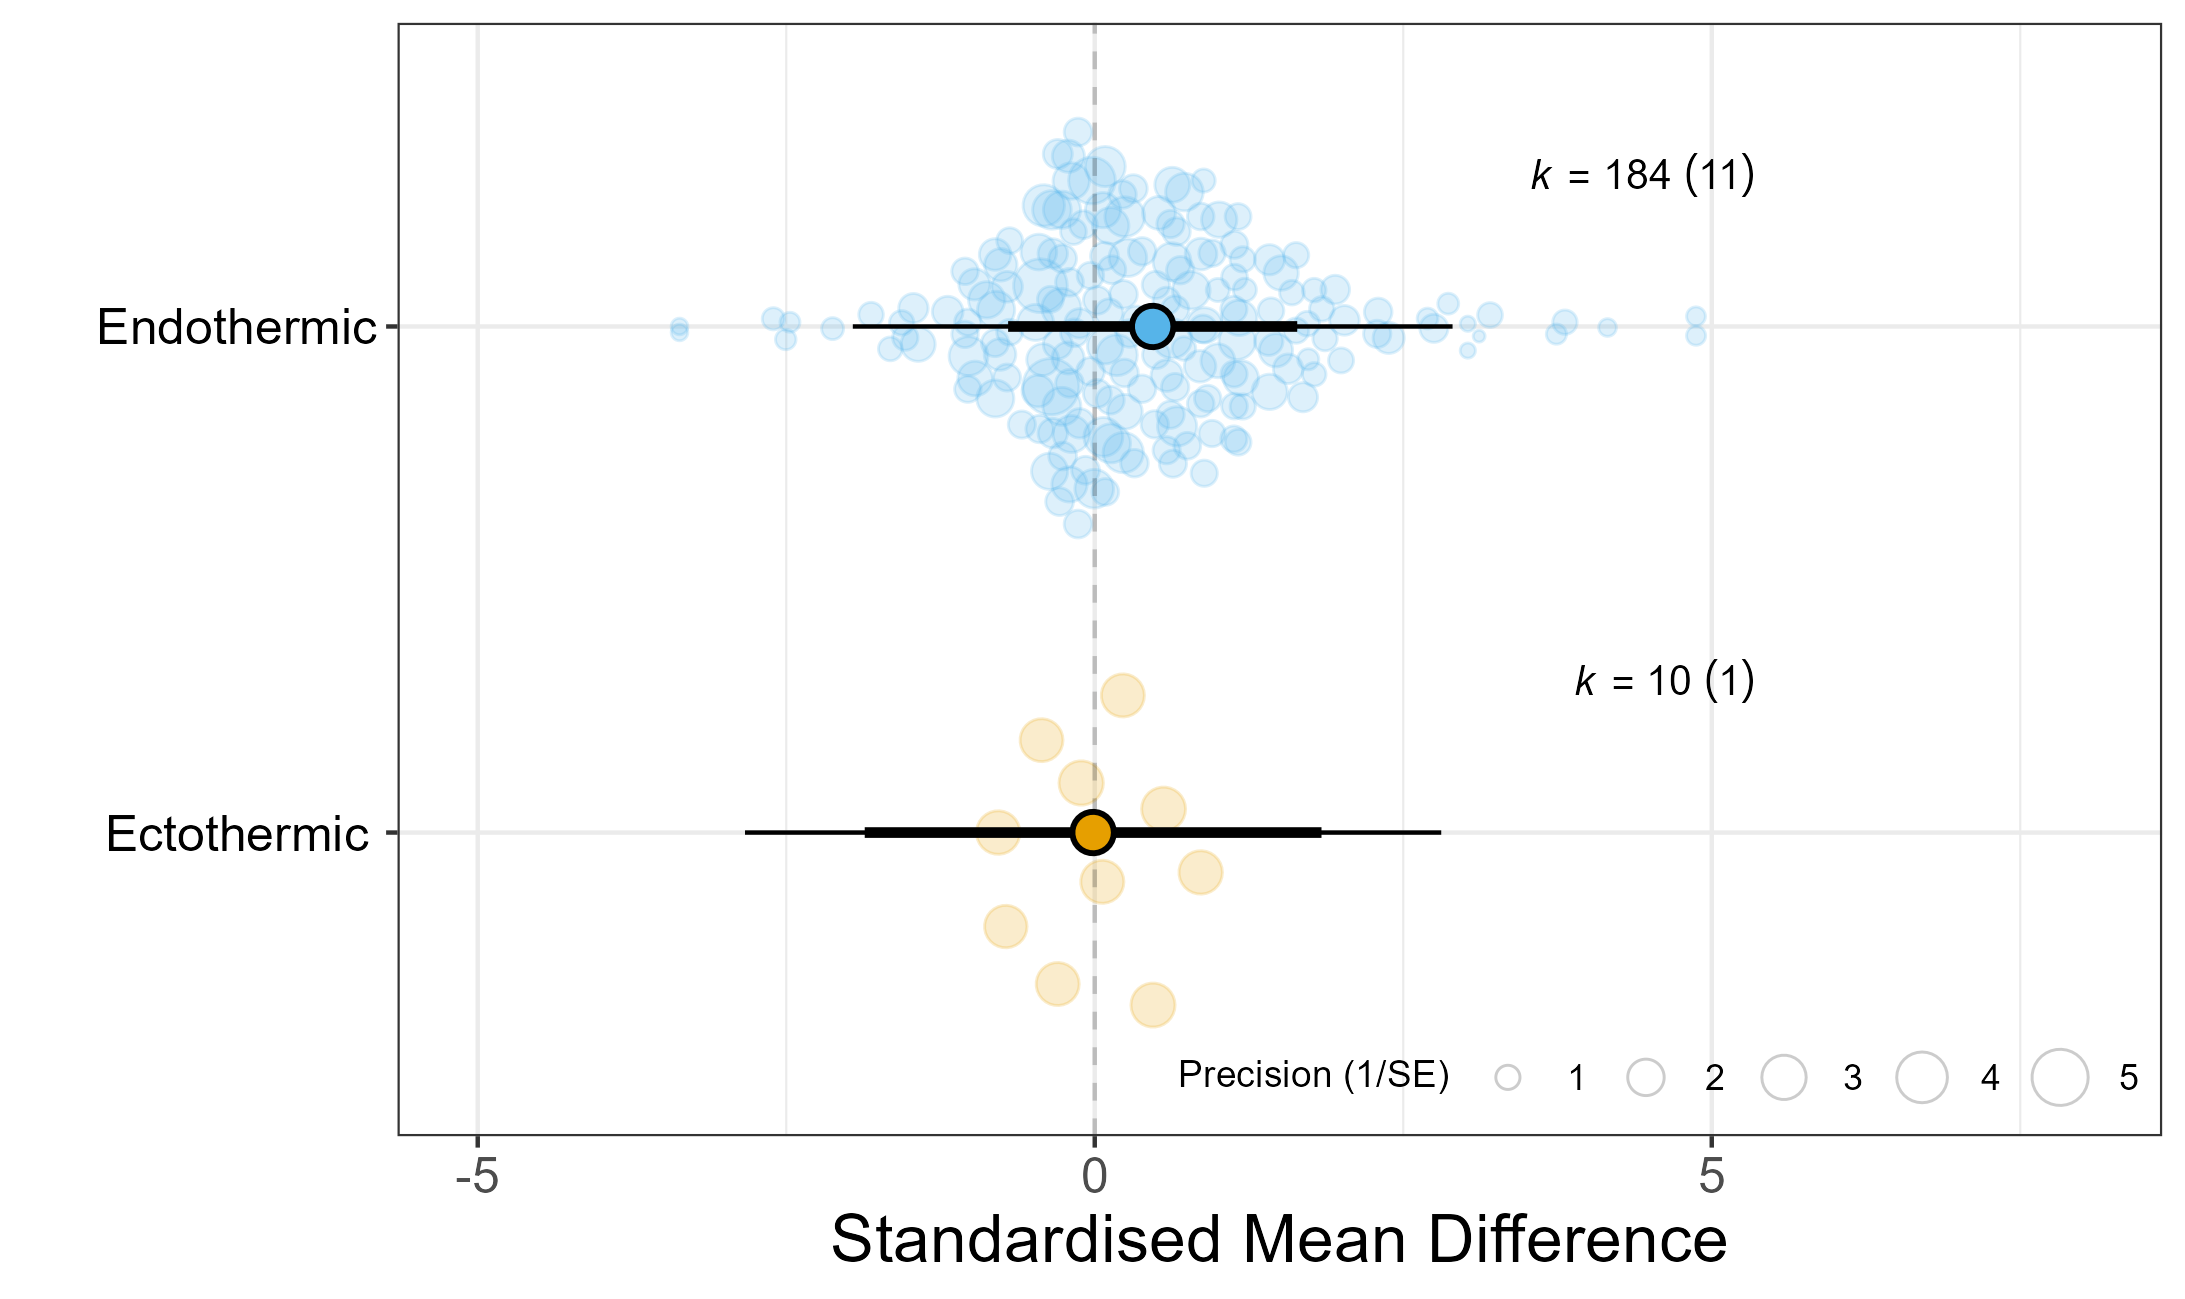 k = 184 (11)
Endothermic
k = 10 (1)
Ectothermic
Precision (1/SE) 1 2 3 4 5
-5 0 5
Standardised Mean Difference